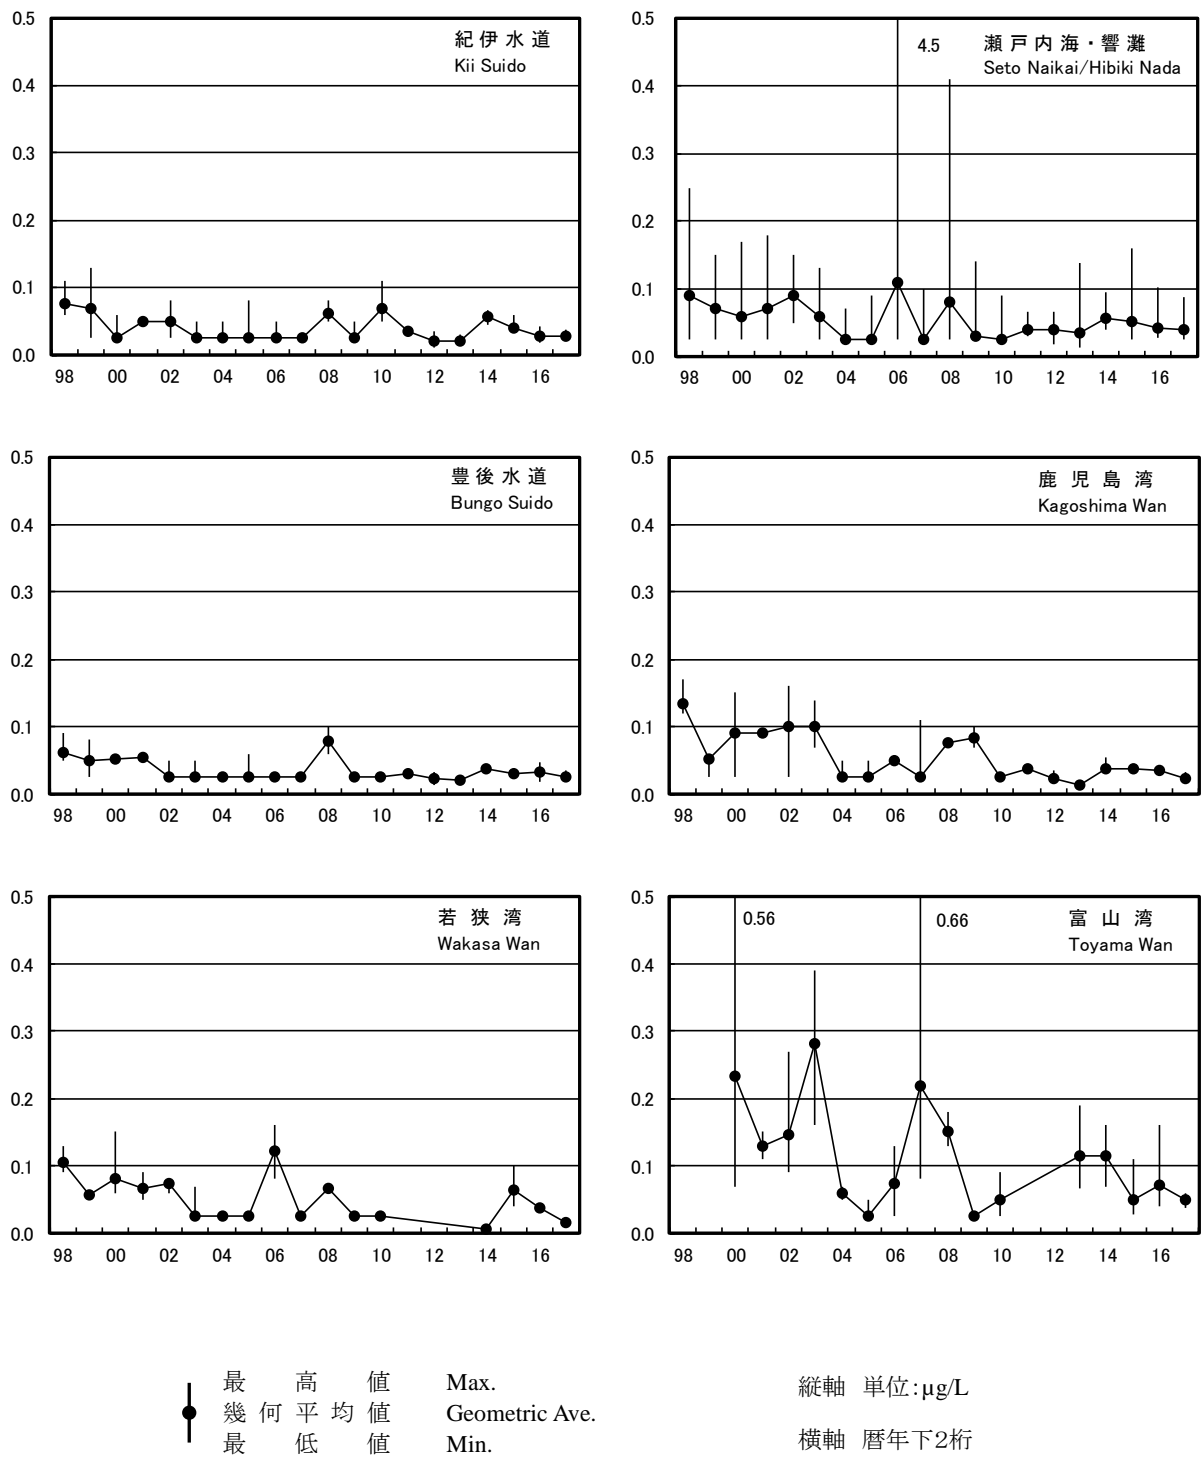 0.5
0.4
0.3
0.2
0.1
0.0
98 00 02 04 06 08 10 12 14 16
紀伊水道
Kii Suido
0.5
0.4
0.3
0.2
0.1
0.0
98 00 02 04 06 08 10 12 14 16
4.5
瀬戸内海・響灘
Seto Naikai/Hibiki Nada
0.5
0.4
0.3
0.2
0.1
0.0
98 00 02 04 06 08 10 12 14 16
豊後水道
Bungo Suido
0.5
0.4
0.3
0.2
0.1
0.0
98 00 02 04 06 08 10 12 14 16
鹿児島湾
Kagoshima Wan
0.5
0.4
0.3
0.2
0.1
0.0
98 00 02 04 06 08 10 12 14 16
若狭湾
Wakasa Wan
0.5
0.4
0.3
0.2
0.1
0.0
98 00 02 04 06 08 10 12 14 16
0.56
0.66
富山湾
Toyama Wan
最高値 Max.
幾何平均値 Geometric Ave.
最低値 Min.
縦軸 単位:μg/L
横軸 暦年下2桁